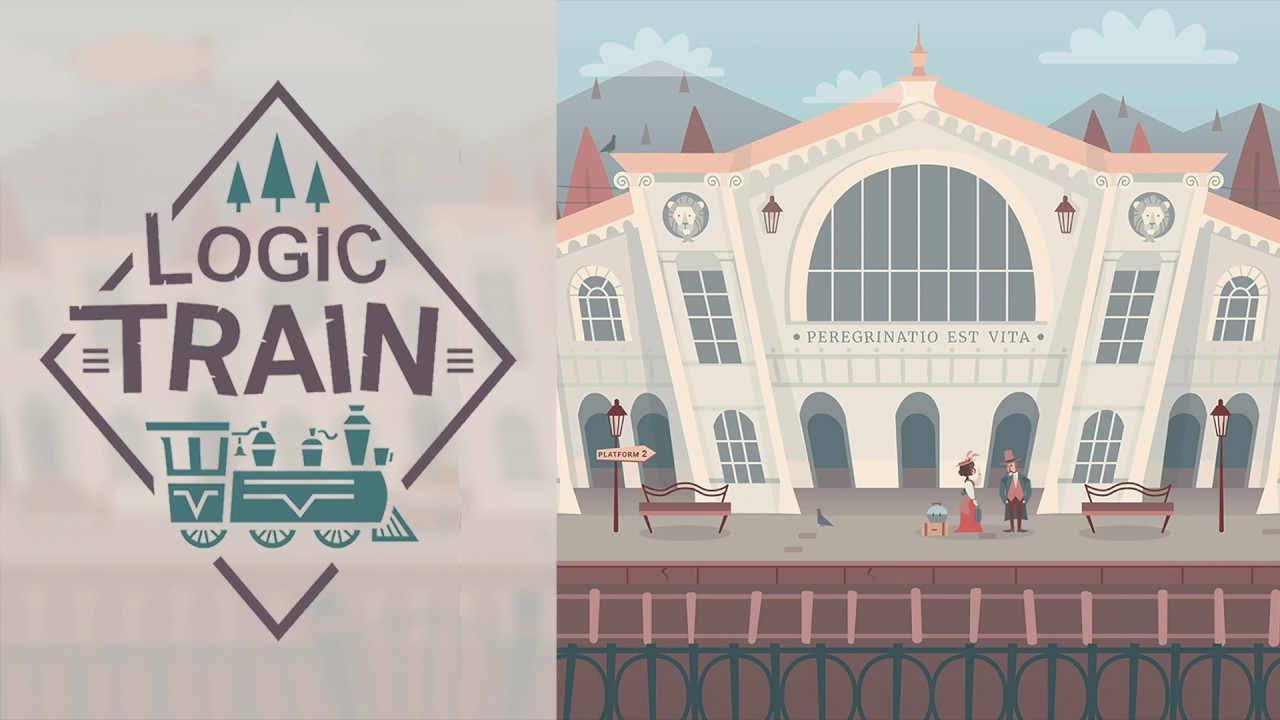 LOGIC
TRAIN
• PEREGRINATIO EST VITA •
PLATFORM 2